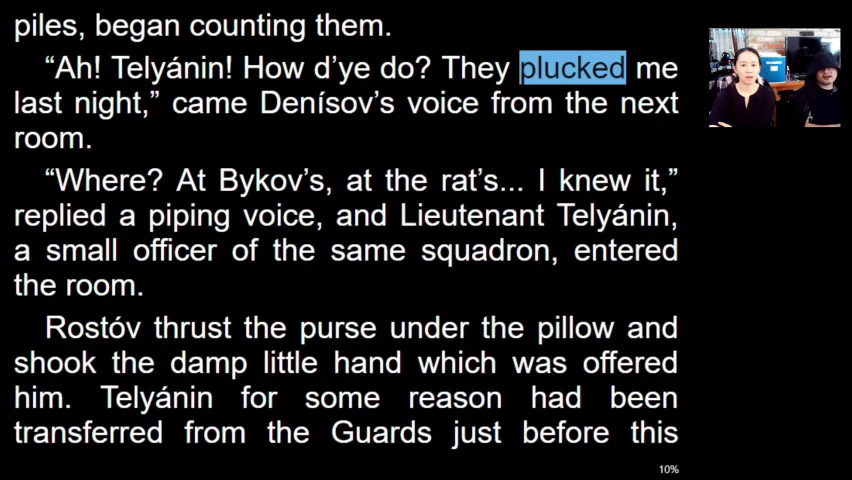 piles, began counting them.
“Ah! Telyánin! How d’ye do? They plucked me
last night,” came Denísov’s voice from the next
room.
“Where? At Bykov’s, at the rat’s... I knew it,”
replied a piping voice, and Lieutenant Telyánin,
a small officer of the same squadron, entered
the room.
Rostóv thrust the purse under the pillow and
shook the damp little hand which was offered
him. Telyánin for some reason had been
transferred from the Guards just before this
10%